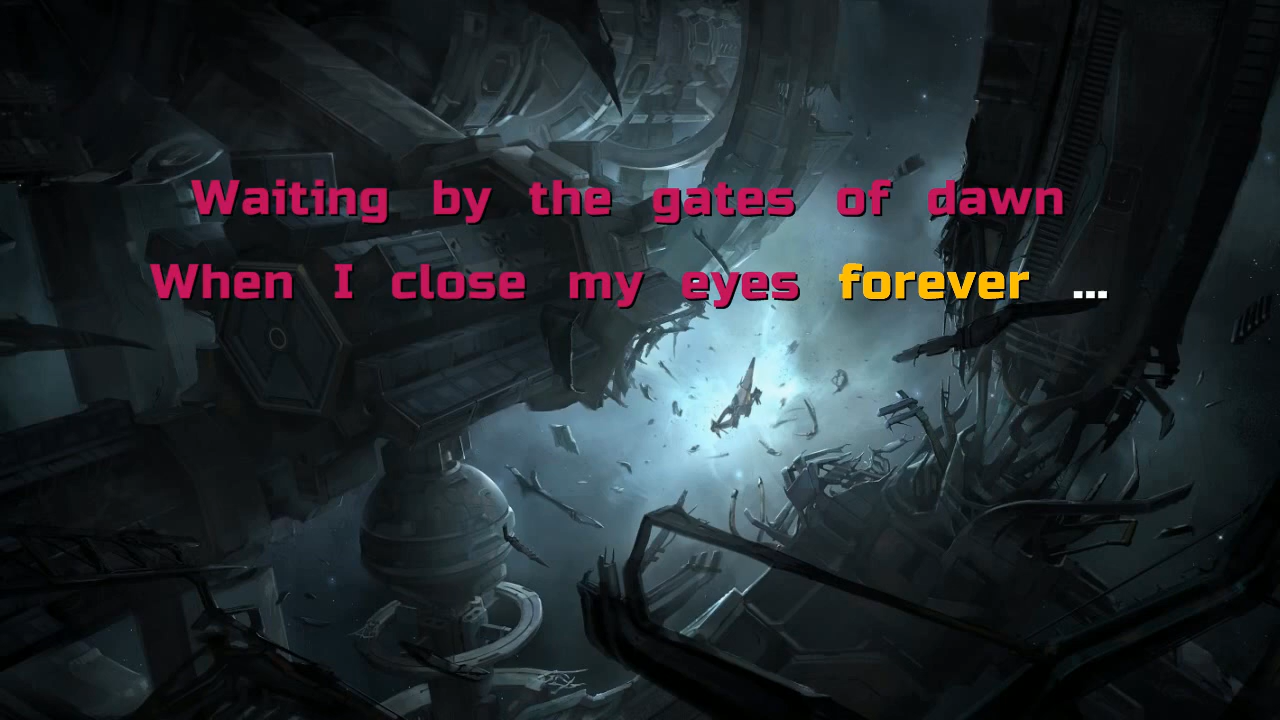 Waiting by the gates of dawn
When I close my eyes forever ...